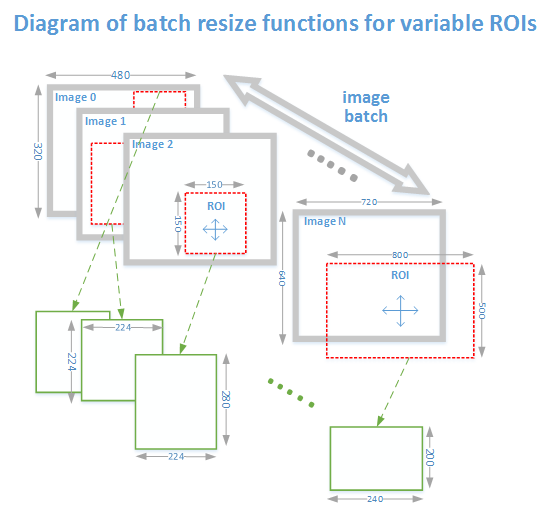 Diagram of batch resize functions for variable ROIs
480
Image 0
320
Image 1
Image 2
150
150
ROI
image
batch
720
Image N
640
800
ROI
500
224
224
280
224
200
240